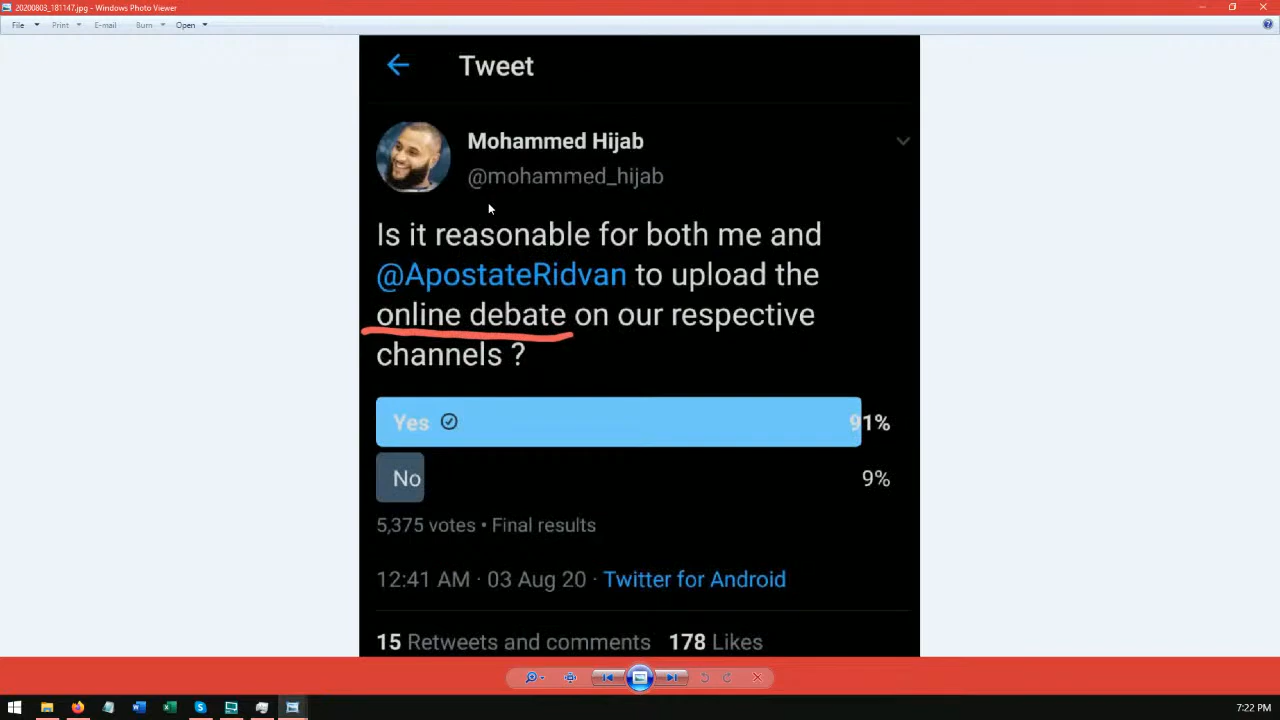 20200803_181147.jpg - Windows Photo Viewer
File Print E-mail Burn Open
Tweet
Mohammed Hijab
@mohammed_hijab
Is it reasonable for both me and
@ApostateRidvan to upload the
online debate on our respective
channels ?
Yes 91%
No 9%
5,375 votes • Final results
12:41 AM · 03 Aug 20 · Twitter for Android
15 Retweets and comments 178 Likes
7:22 PM